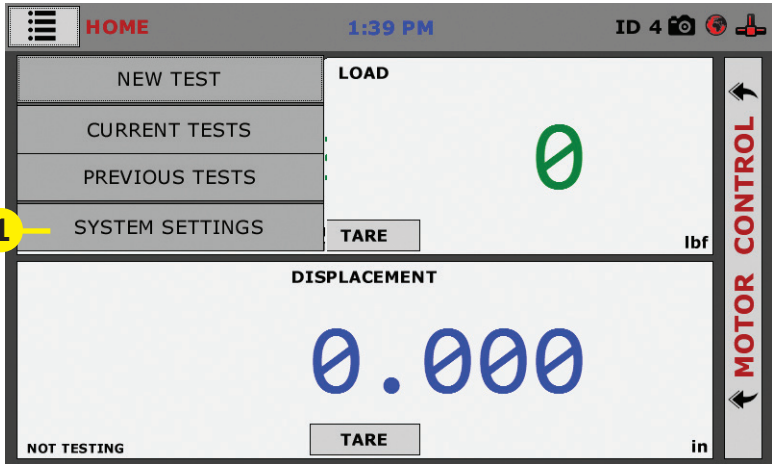 HOME 1:39 PM ID 4
NEW TEST
LOAD
CURRENT TESTS
0
PREVIOUS TESTS
1 SYSTEM SETTINGS
TARE
lbf
DISPLACEMENT
0.000
NOT TESTING
TARE
in
MOTOR CONTROL